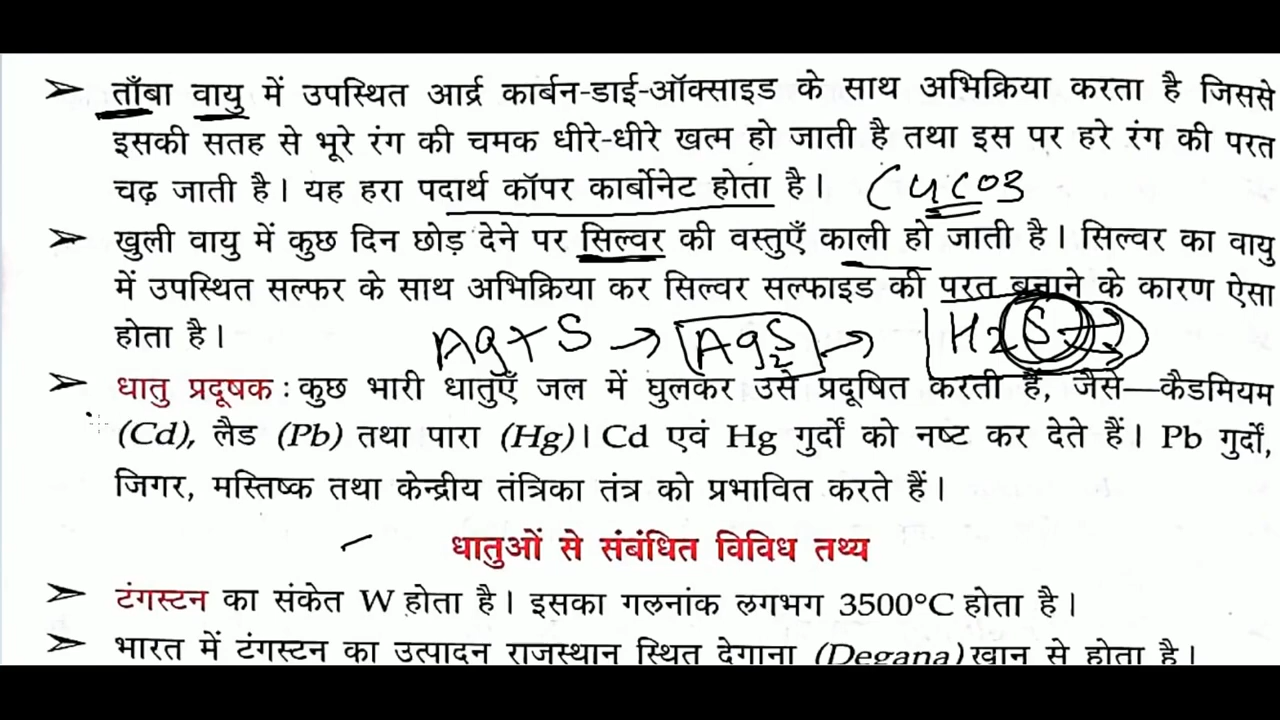 ➢ ताँबा वायु में उपस्थित आर्द्र कार्बन-डाई-ऑक्साइड के साथ अभिक्रिया करता है जिससे
इसकी सतह से भूरे रंग की चमक धीरे-धीरे खत्म हो जाती है तथा इस पर हरे रंग की परत
चढ़ जाती है। यह हरा पदार्थ कॉपर कार्बोनेट होता है। CuCO3
➢ खुली वायु में कुछ दिन छोड़ देने पर सिल्वर की वस्तुएँ काली हो जाती है। सिल्वर का वायु
में उपस्थित सल्फर के साथ अभिक्रिया कर सिल्वर सल्फाइड की परत बनाने के कारण ऐसा
होता है। Ag + S → Ag2S → H2S
➢ धातु प्रदूषक : कुछ भारी धातुएँ जल में घुलकर उसे प्रदूषित करती हैं, जैसे—कैडमियम
(Cd), लैड (Pb) तथा पारा (Hg)। Cd एवं Hg गुर्दों को नष्ट कर देते हैं। Pb गुर्दों,
जिगर, मस्तिष्क तथा केन्द्रीय तंत्रिका तंत्र को प्रभावित करते हैं।
धातुओं से संबंधित विविध तथ्य
➢ टंगस्टन का संकेत W होता है। इसका गलनांक लगभग 3500°C होता है।
➢ भारत में टंगस्टन का उत्पादन राजस्थान स्थित देगाना (Degana) खान से होता है।